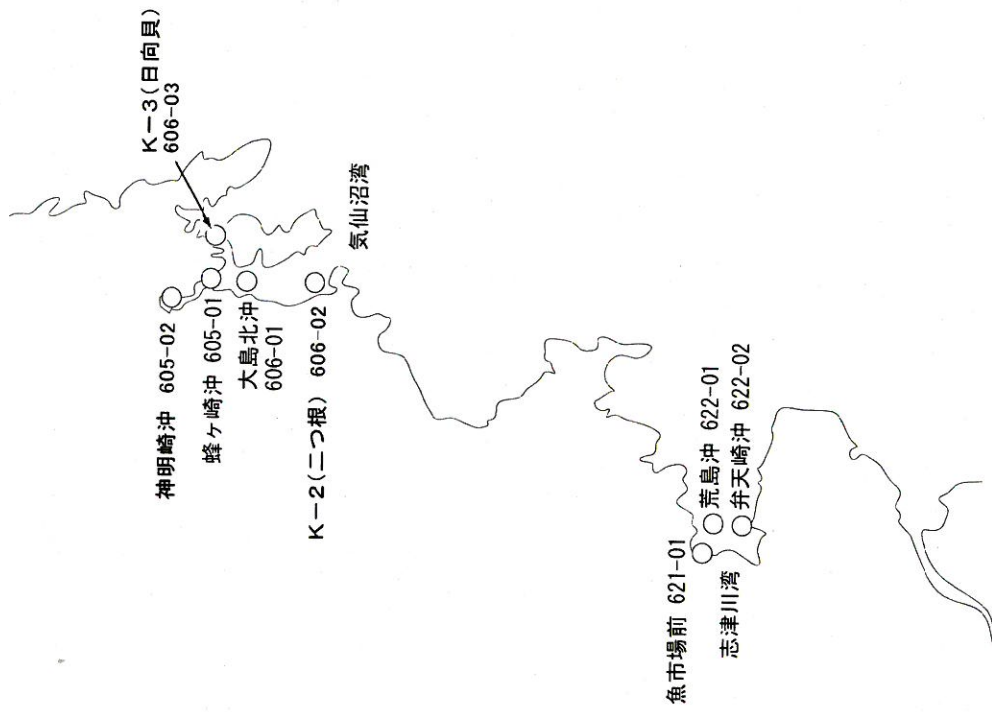 K－3(日向貝)
606-03
神明崎沖 605-02
蜂ヶ崎沖 605-01
大島北沖
606-01
K－2(二つ根) 606-02
気仙沼湾
魚市場前 621-01
荒島沖 622-01
弁天崎沖 622-02
志津川湾